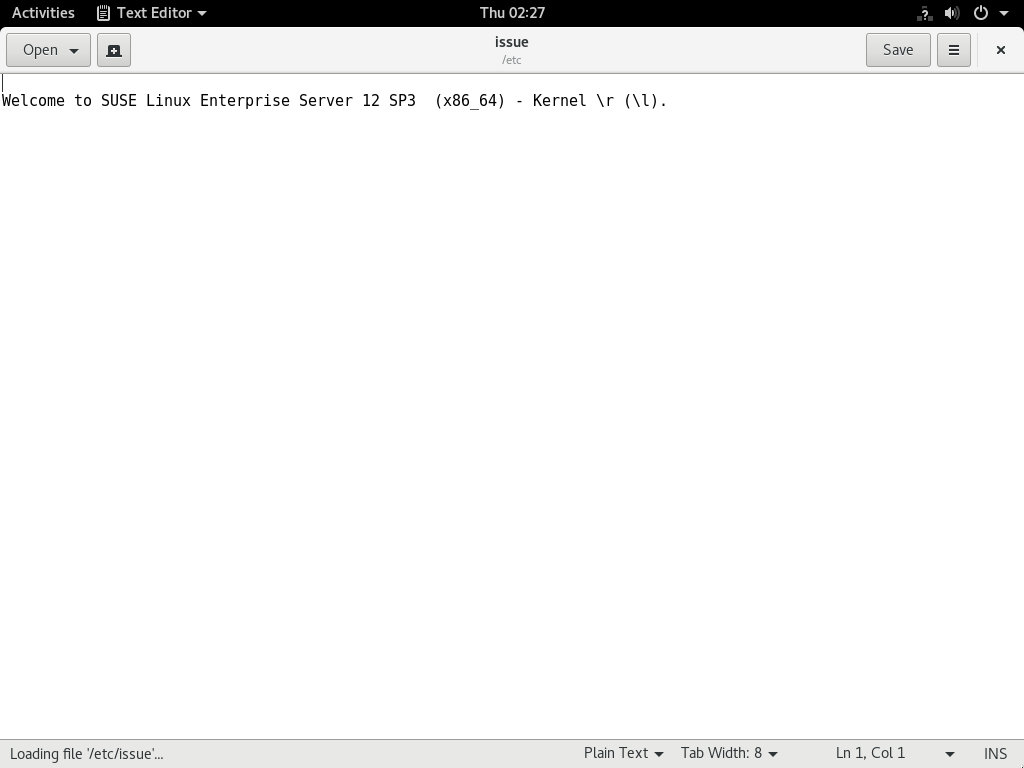 Activities Text Editor Thu 02:27
Open issue Save
/etc
Welcome to SUSE Linux Enterprise Server 12 SP3  (x86_64) - Kernel \r (\l).
Loading file '/etc/issue'... Plain Text Tab Width: 8 Ln 1, Col 1 INS